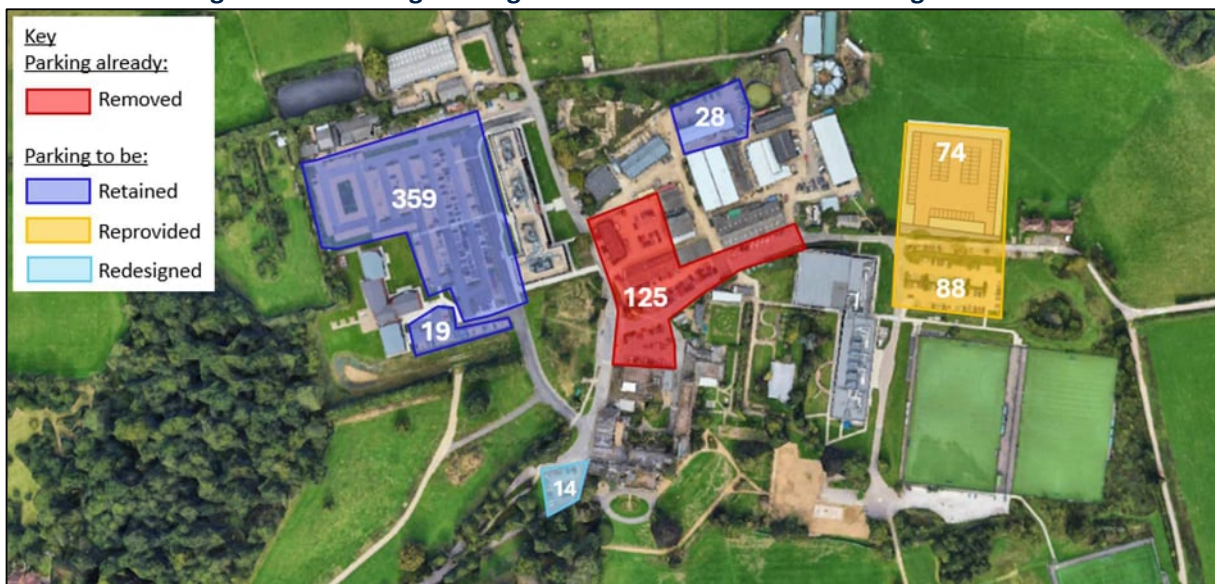 Key
Parking already:
Removed
Parking to be:
Retained
Reprovided
Redesigned
28
74
359
125
88
19
14